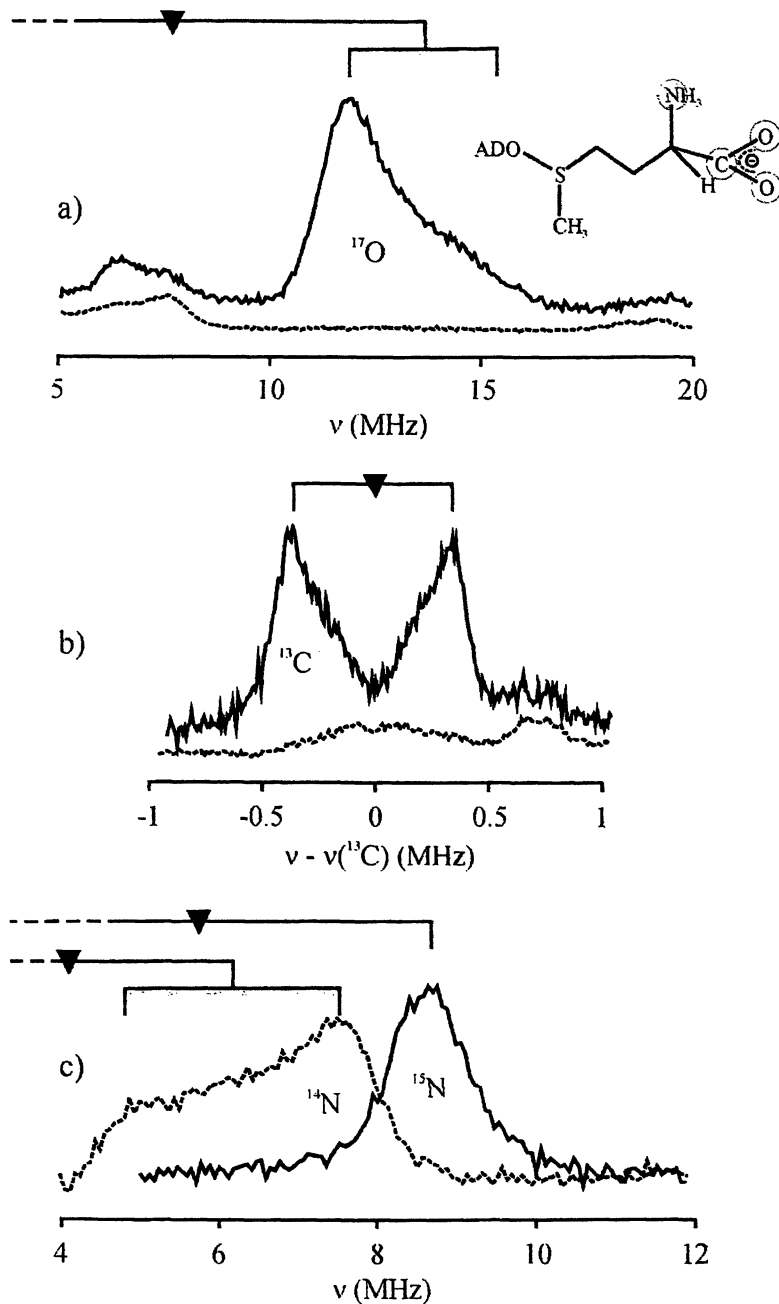 a)
NH₃
O
ADO
S
C
⊖
H
O
CH₃
¹⁷O
5 10 15 20
ν (MHz)
b)
¹³C
-1 -0.5 0 0.5 1
ν - ν(¹³C) (MHz)
c)
¹⁴N
¹⁵N
4 6 8 10 12
ν (MHz)